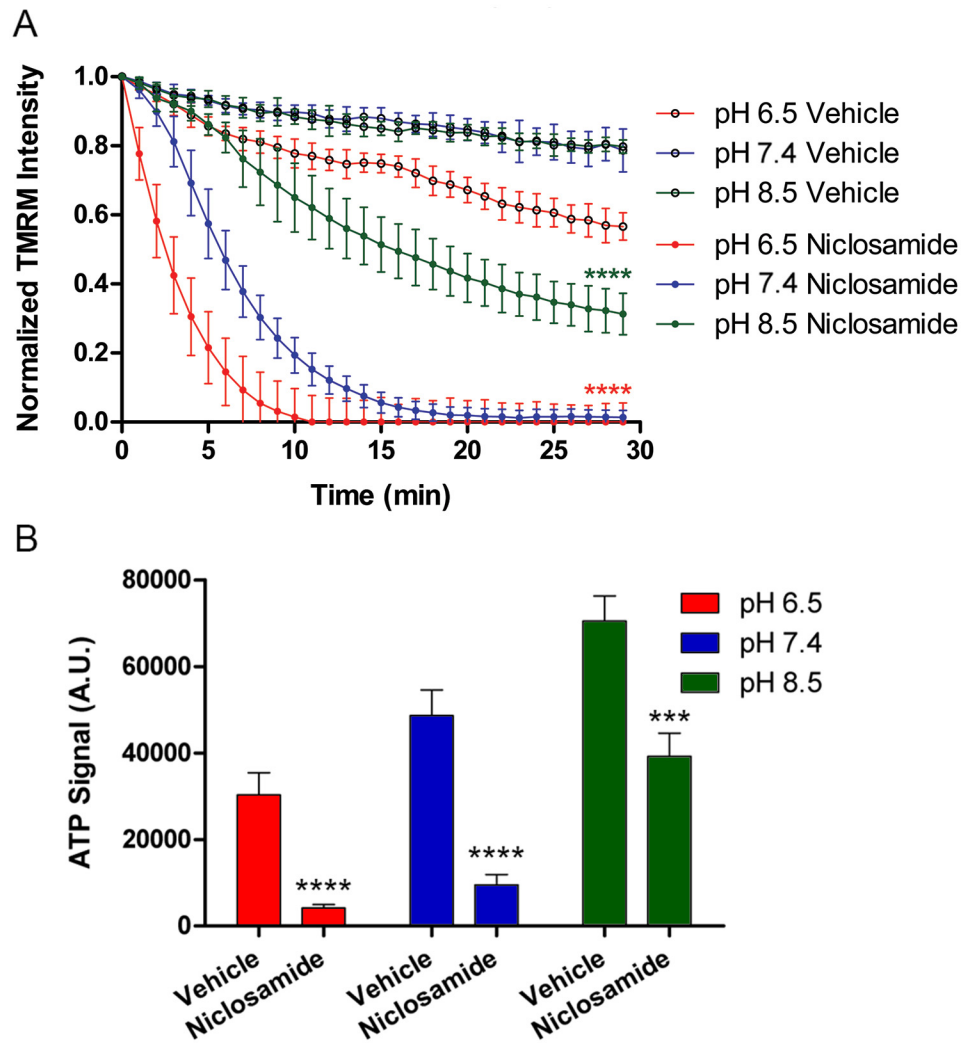 A
Normalized TMRM Intensity
1.0
0.8
0.6
0.4
0.2
0.0
0 5 10 15 20 25 30
Time (min)
****
****
pH 6.5 Vehicle
pH 7.4 Vehicle
pH 8.5 Vehicle
pH 6.5 Niclosamide
pH 7.4 Niclosamide
pH 8.5 Niclosamide
B
ATP Signal (A.U.)
80000
60000
40000
20000
0
****
****
***
Vehicle
Niclosamide
Vehicle
Niclosamide
Vehicle
Niclosamide
pH 6.5
pH 7.4
pH 8.5